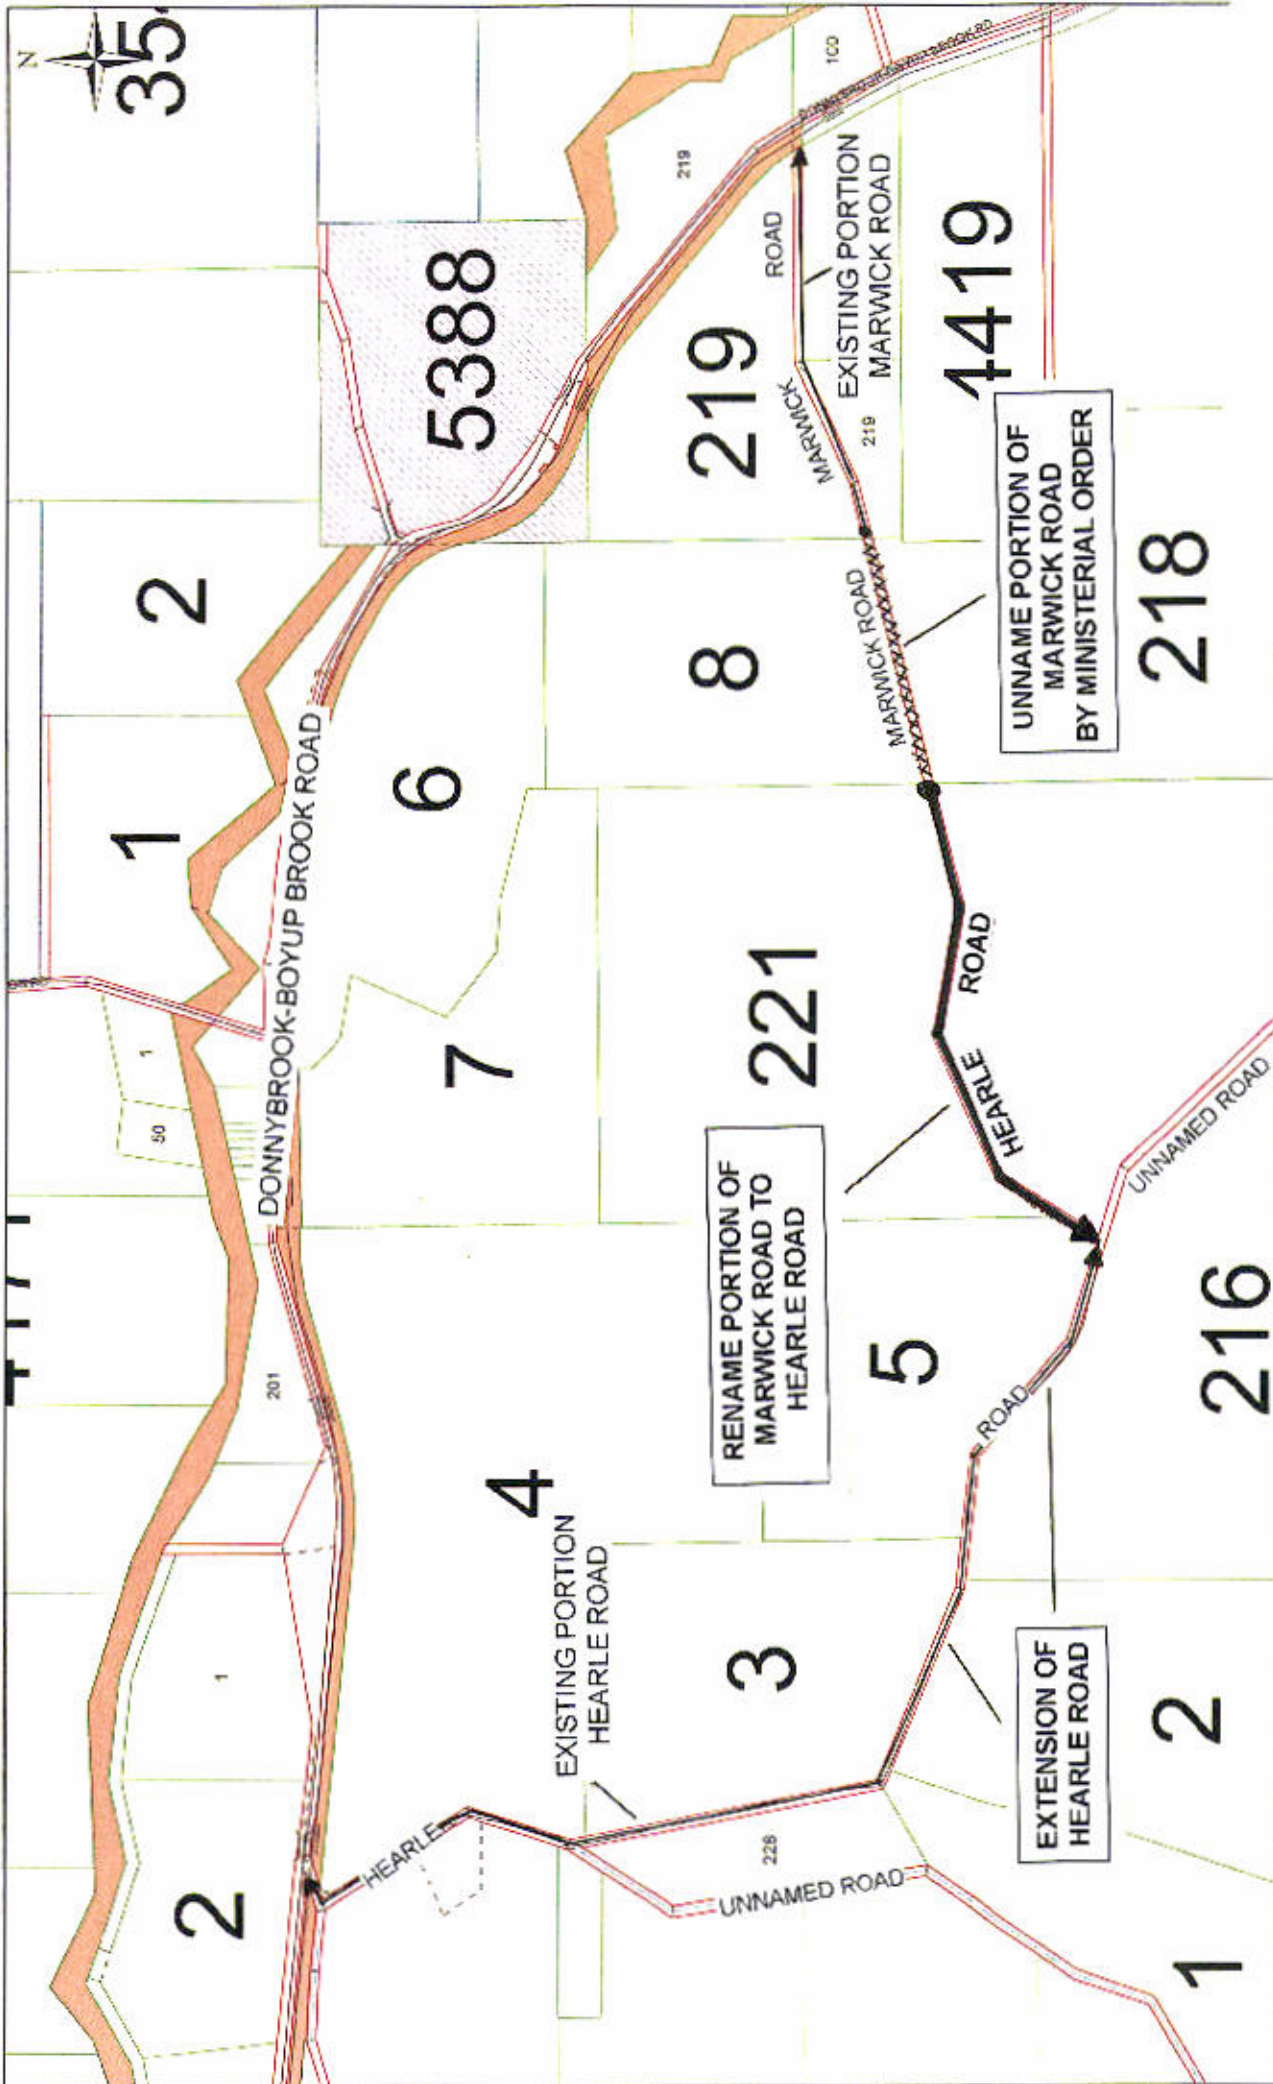 N
35
2
1
5388
DONNYBROOK-BOYUP BROOK ROAD
1
50
201
1
2
6
7
4
219
100
219
8
221
ROAD
MARWICK
EXISTING PORTION
MARWICK ROAD
219
4419
MARWICK ROAD
UNNAME PORTION OF
MARWICK ROAD
BY MINISTERIAL ORDER
218
ROAD
HEARLE
RENAME PORTION OF
MARWICK ROAD TO
HEARLE ROAD
UNNAMED ROAD
5
216
ROAD
EXISTING PORTION
HEARLE ROAD
3
HEARLE
228
UNNAMED ROAD
EXTENSION OF
HEARLE ROAD
2
1